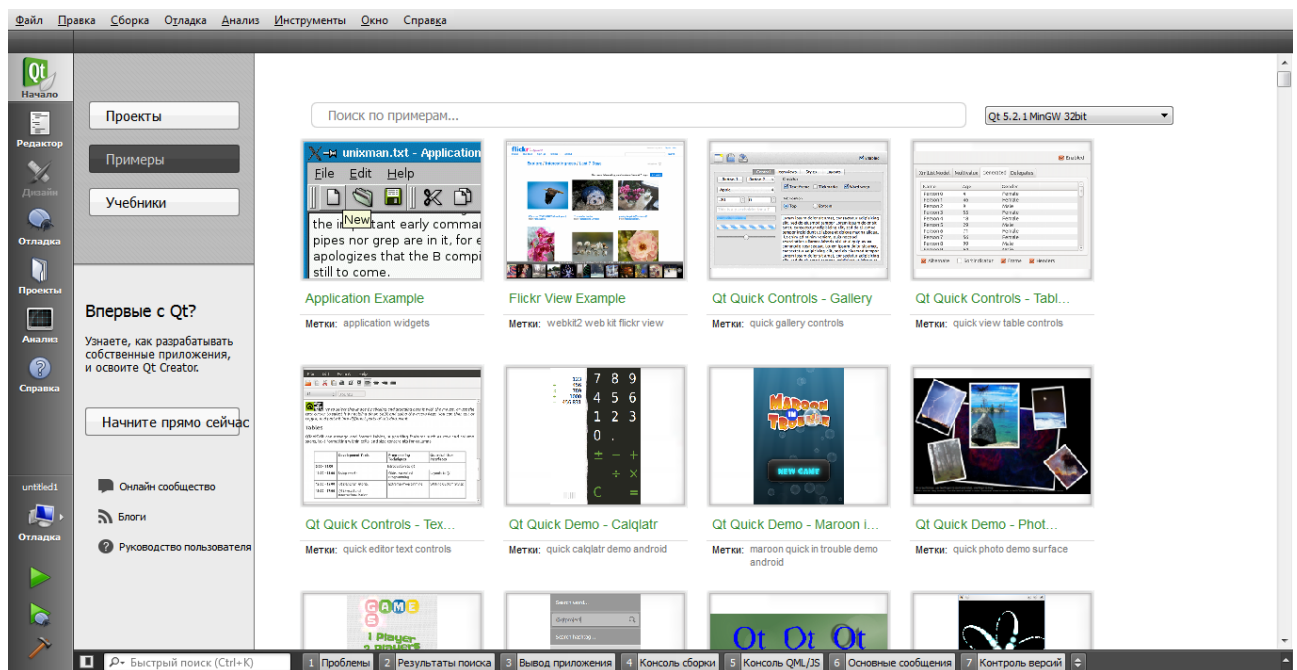 Файл Правка Сборка Отладка Анализ Инструменты Окно Справка
Qt
Начало
Редактор
Дизайн
Отладка
Проекты
Анализ
Справка
untitled1
Отладка
Проекты
Примеры
Учебники
Впервые с Qt?
Узнаете, как разрабатывать
собственные приложения,
и освоите Qt Creator.
Начните прямо сейчас
Онлайн сообщество
Блоги
Руководство пользователя
Поиск по примерам...
Qt 5.2.1 MinGW 32bit
unixman.txt - Application
File Edit Help
New
pipes nor grep are in it, for e
apologizes that the B compi
still to come.
Application Example
Метки: application widgets
Flickr View Example
Метки: webkit2 web kit flickr view
Qt Quick Controls - Gallery
Метки: quick gallery controls
Qt Quick Controls - Tabl...
Метки: quick view table controls
Qt Quick Controls - Tex...
Метки: quick editor text controls
7 8 9
4 5 6
1 2 3
0 .
± − +
÷ ×
C =
Qt Quick Demo - Calqlatr
Метки: quick calqlatr demo android
MAROON
IN
TROUBLE
NEW GAME
Qt Quick Demo - Maroon i...
Метки: maroon quick in trouble demo
android
Qt Quick Demo - Phot...
Метки: quick photo demo surface
GAME
S
1 Player
2 Players
Qt Qt Qt
Быстрый поиск (Ctrl+K)
1 Проблемы 2 Результаты поиска 3 Вывод приложения 4 Консоль сборки 5 Консоль QML/JS 6 Основные сообщения 7 Контроль версий